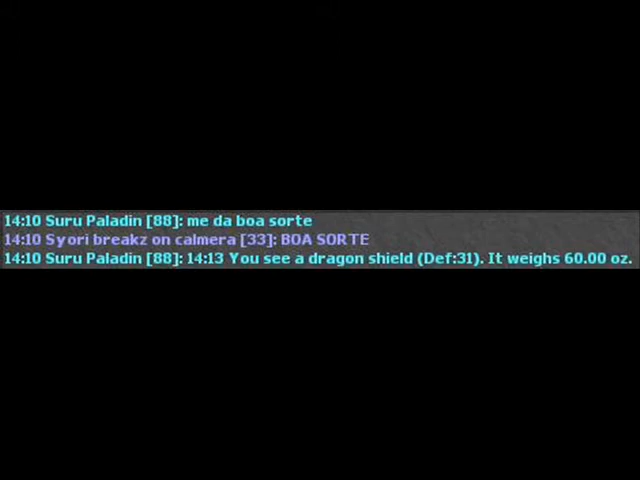 14:10 Suru Paladin [88]: me da boa sorte
14:10 Syori breakz on calmera [33]: BOA SORTE
14:10 Suru Paladin [88]: 14:13 You see a dragon shield (Def:31). It weighs 60.00 oz.